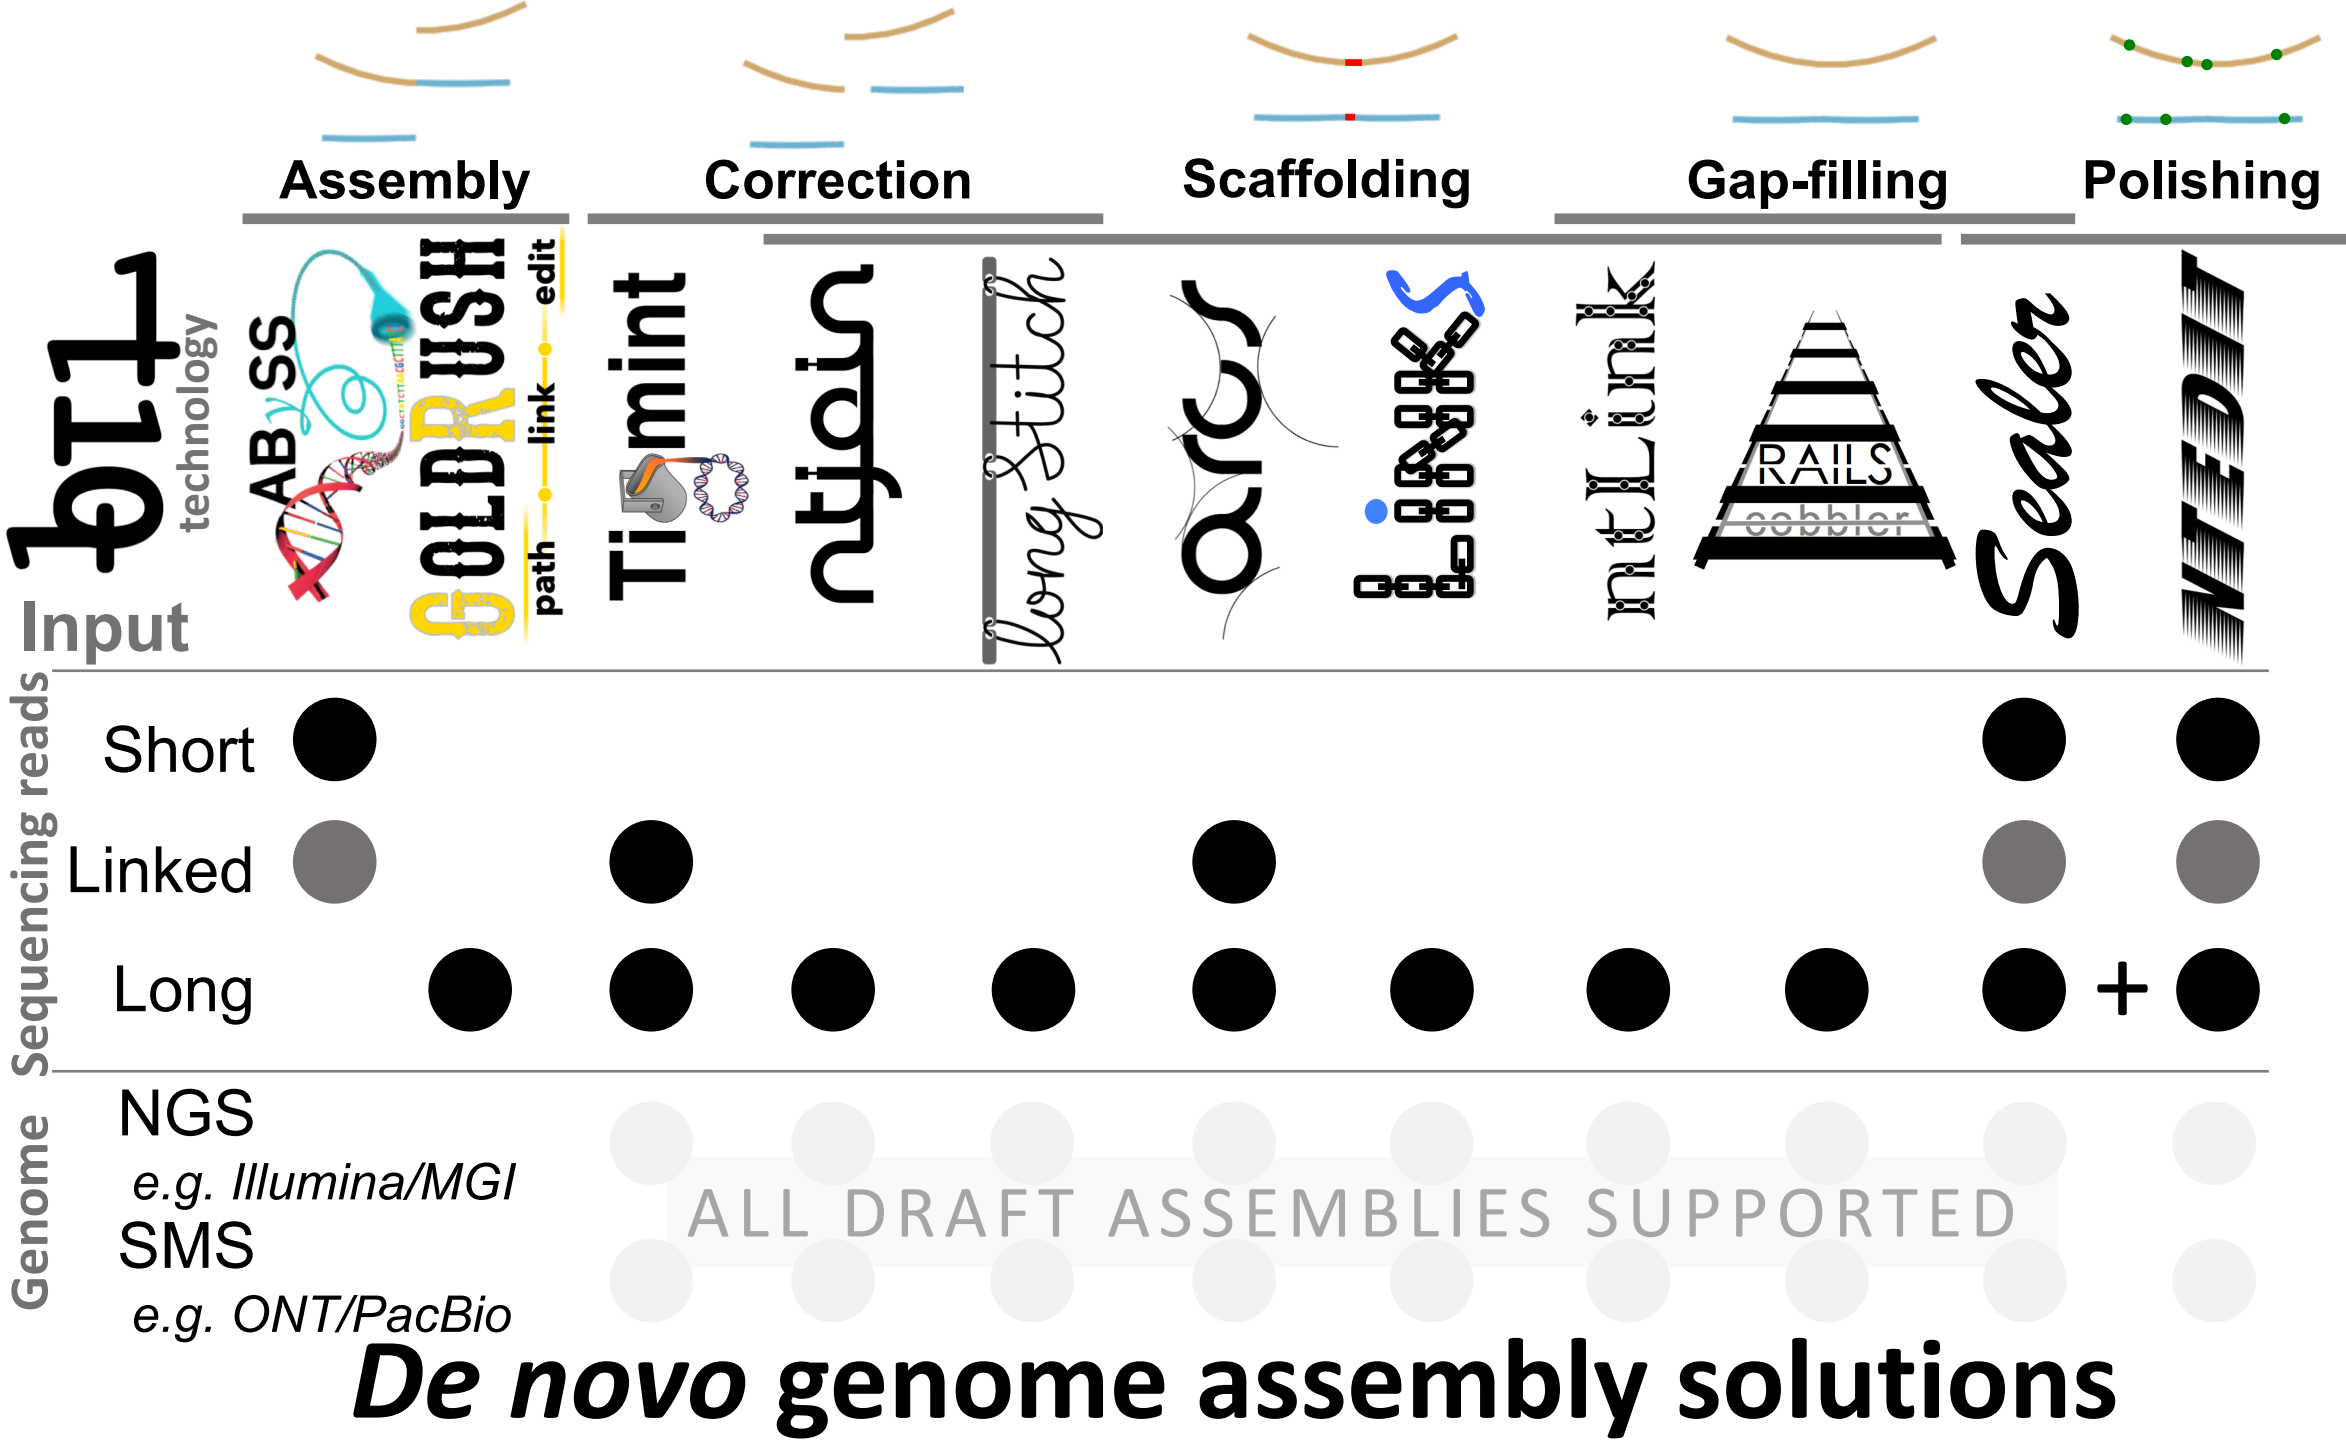 Assembly
Correction
Scaffolding
Gap-filling
Polishing
btl
technology
ABySS
GOLDRUSH
path link edit
Tigmint
ntJoin
longStitch
arcs
LiNKS
ntLink
RAILS
cobbler
Sealer
NTEDIT
Input
Sequencing reads
Short
Linked
Long
+
Genome
NGS
e.g. Illumina/MGI
SMS
e.g. ONT/PacBio
ALL DRAFT ASSEMBLIES SUPPORTED
De novo genome assembly solutions